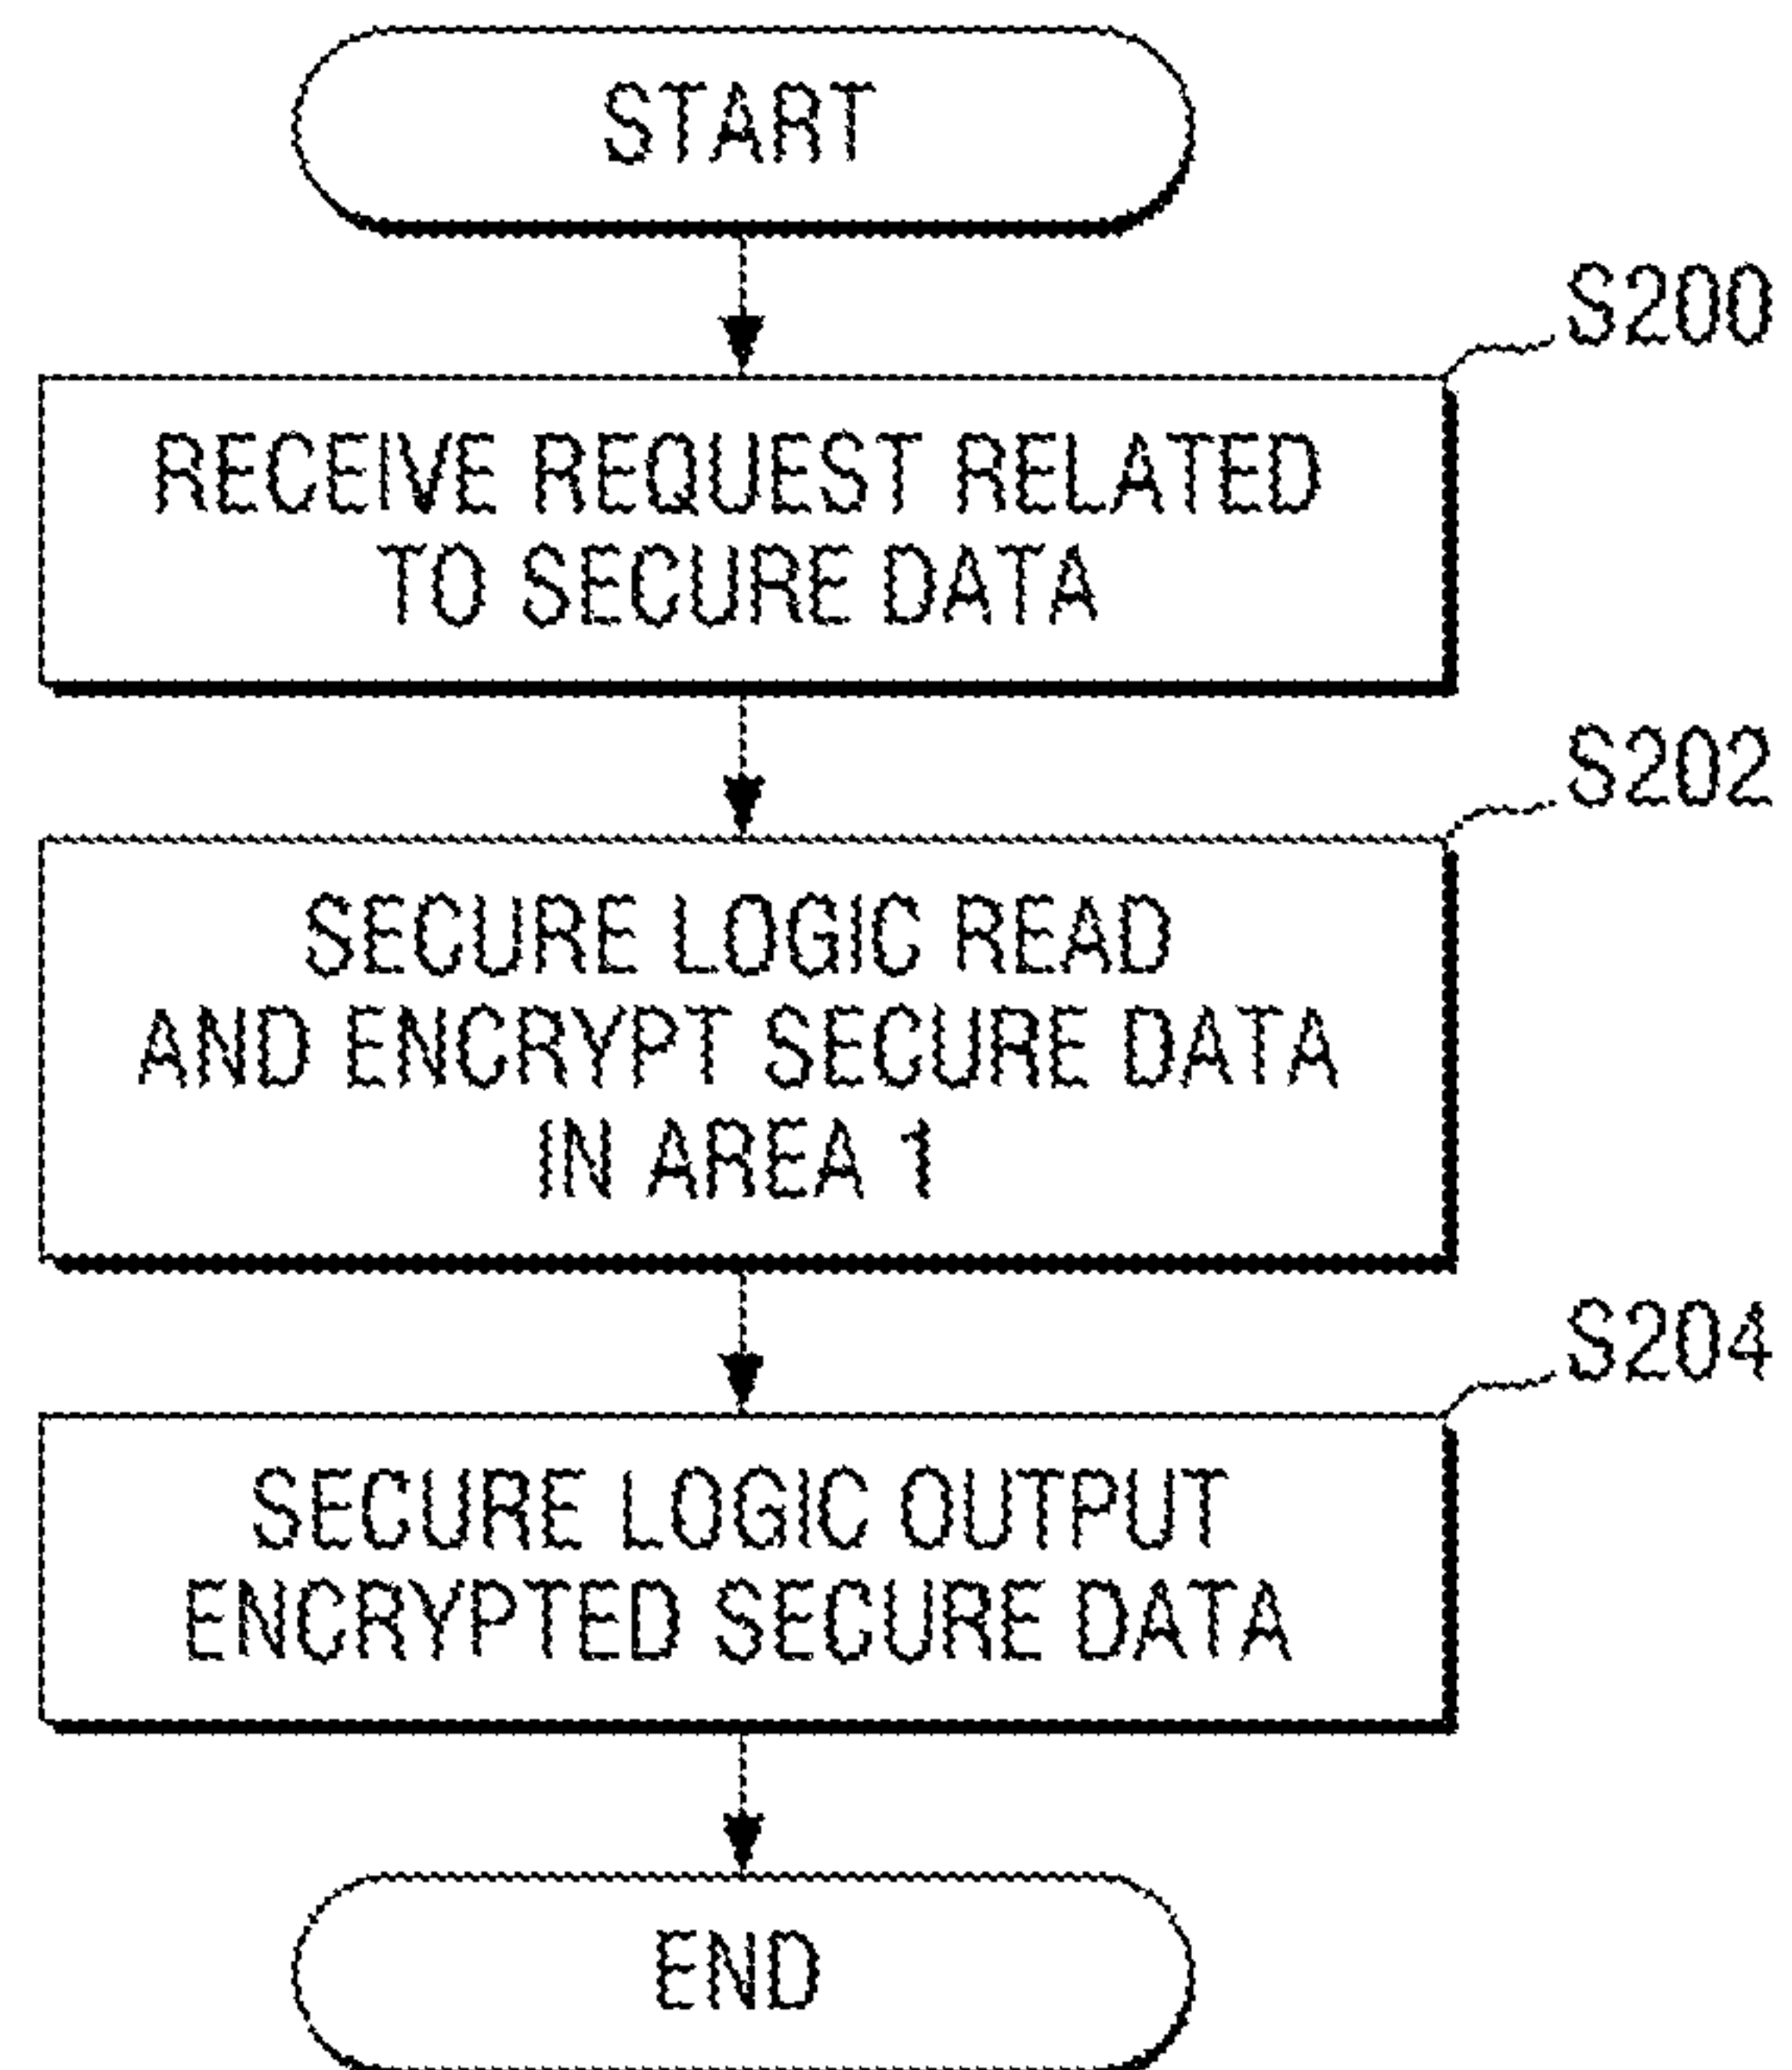 START
S200
RECEIVE REQUEST RELATED
TO SECURE DATA
S202
SECURE LOGIC READ
AND ENCRYPT SECURE DATA
IN AREA 1
S204
SECURE LOGIC OUTPUT
ENCRYPTED SECURE DATA
END